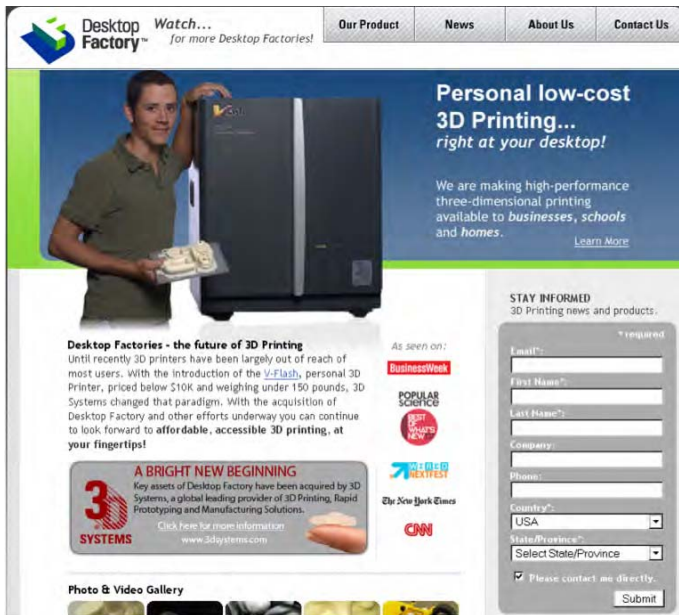 Desktop
Factory™
Watch...
for more Desktop Factories!
Our Product
News
About Us
Contact Us
Personal low-cost
3D Printing...
right at your desktop!
We are making high-performance
three-dimensional printing
available to businesses, schools
and homes.
Learn More
Desktop Factories - the future of 3D Printing
Until recently 3D printers have been largely out of reach of
most users. With the introduction of the V-Flash, personal 3D
Printer, priced below $10K and weighing under 150 pounds, 3D
Systems changed that paradigm. With the acquisition of
Desktop Factory and other efforts underway you can continue
to look forward to affordable, accessible 3D printing, at
your fingertips!
3D
SYSTEMS
A BRIGHT NEW BEGINNING
Key assets of Desktop Factory have been acquired by 3D
Systems, a global leading provider of 3D Printing, Rapid
Prototyping and Manufacturing Solutions.
Click here for more information
www.3dsystems.com
Photo & Video Gallery
As seen on:
BusinessWeek
POPULAR
SCIENCE
BEST
OF
WHAT'S
NEW
WIRED
NEXTFEST
The New York Times
CNN
STAY INFORMED
3D Printing news and products.
*required
Email*:
First Name*:
Last Name*:
Company:
Phone:
Country*:
USA
State/Province*:
Select State/Province
Please contact me directly.
Submit